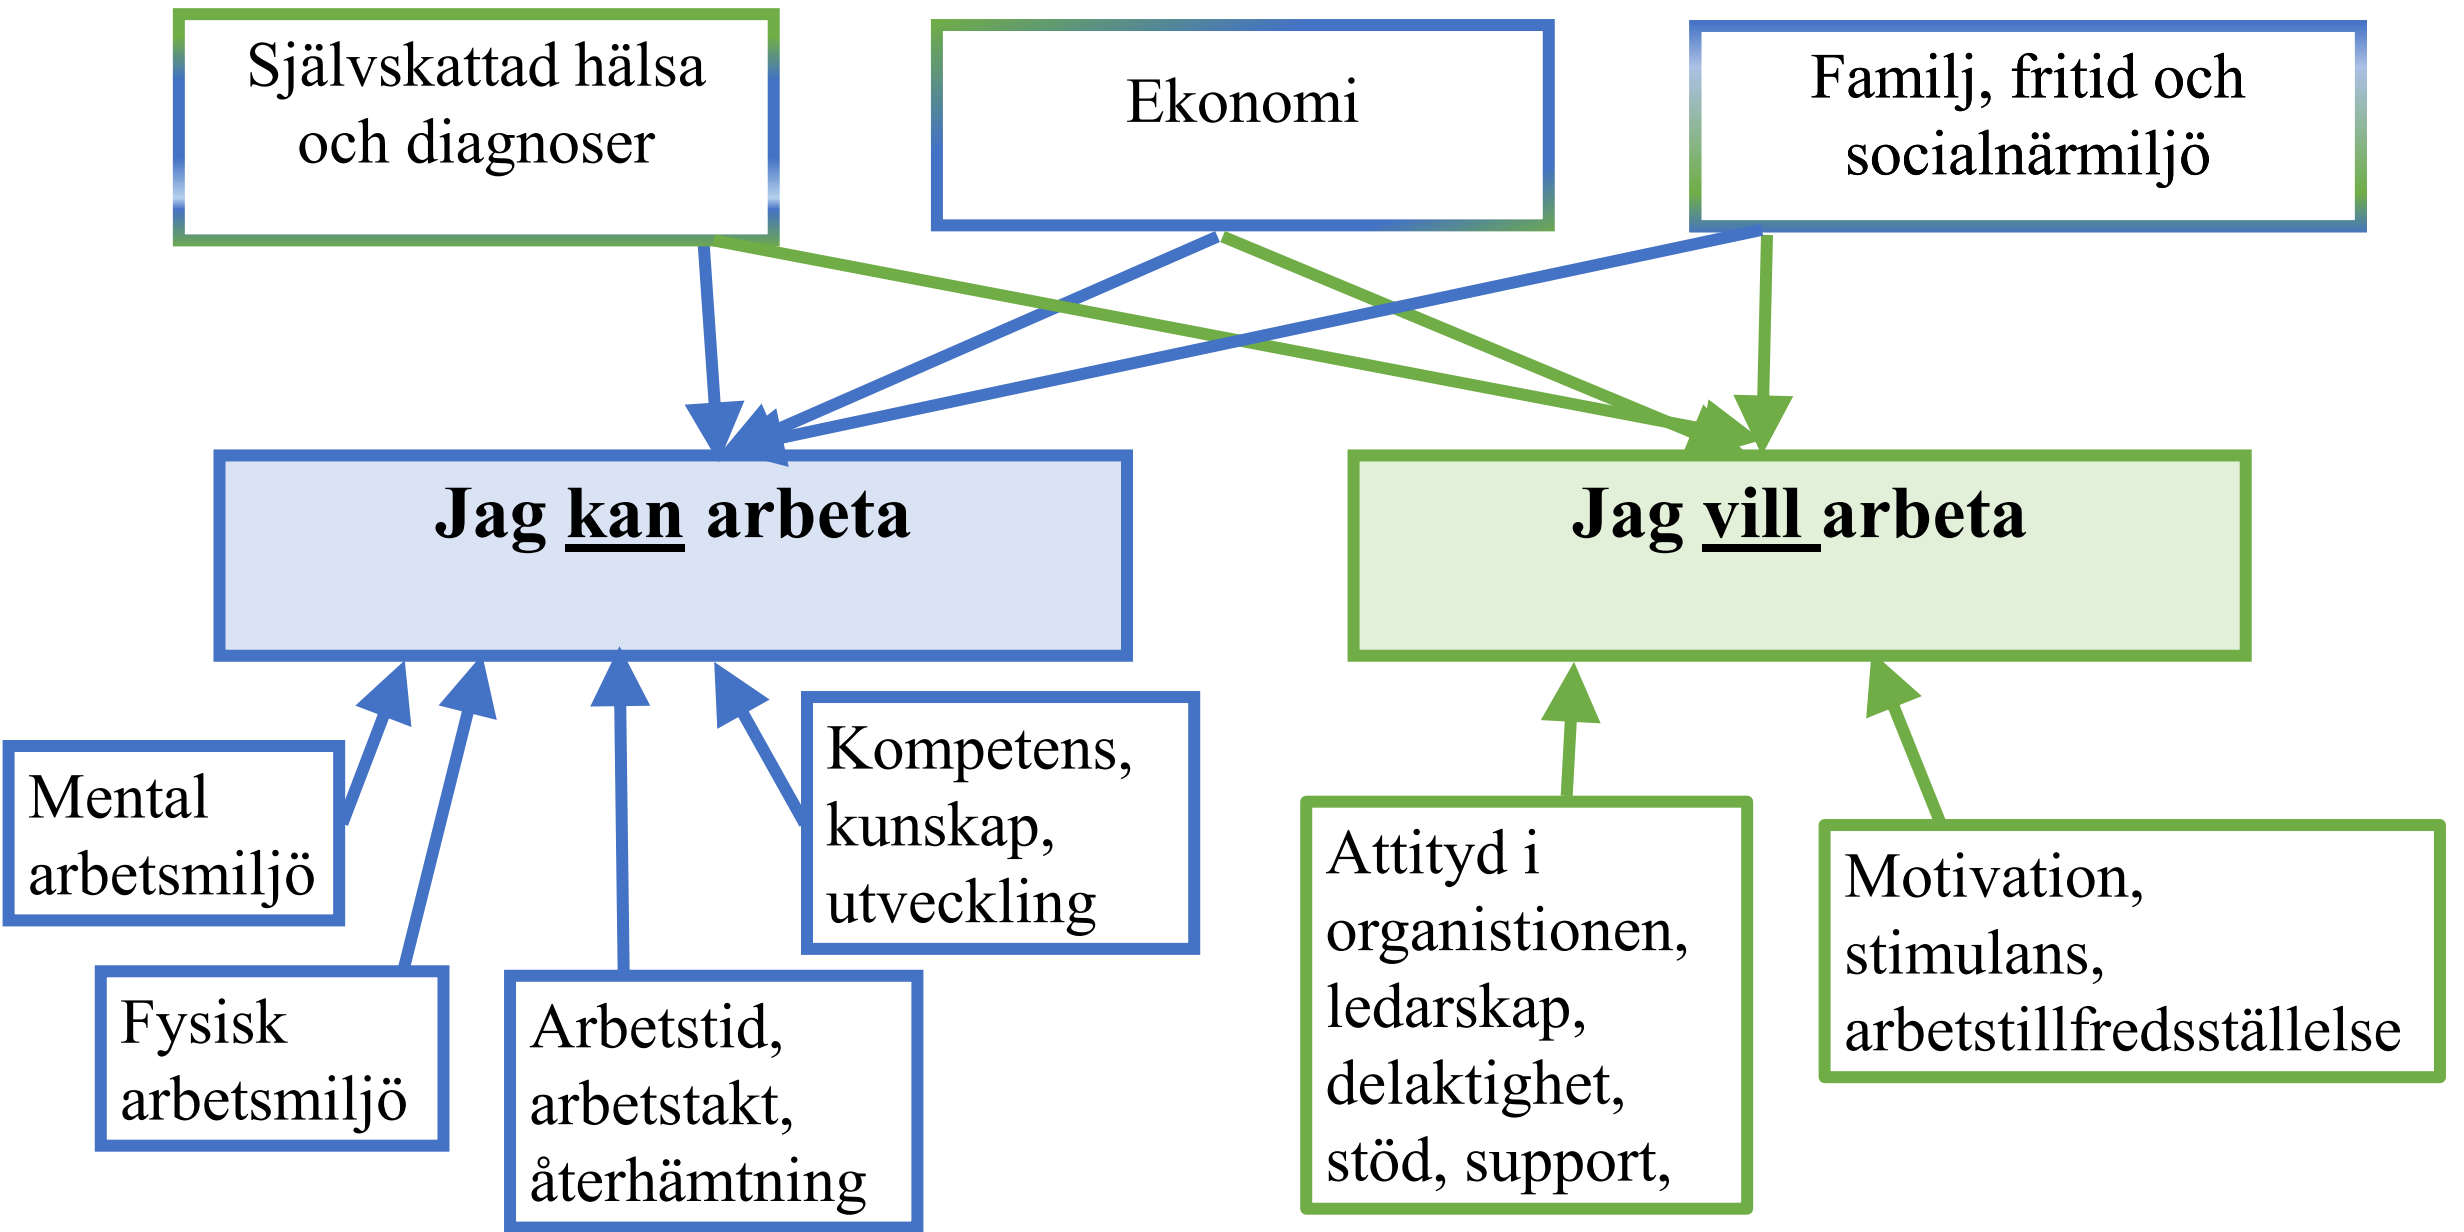 Självskattad hälsa
och diagnoser
Ekonomi
Familj, fritid och
socialnärmiljö
Jag kan arbeta
Jag vill arbeta
Mental
arbetsmiljö
Fysisk
arbetsmiljö
Arbetstid,
arbetstakt,
återhämtning
Kompetens,
kunskap,
utveckling
Attityd i
organistionen,
ledarskap,
delaktighet,
stöd, support,
Motivation,
stimulans,
arbetstillfredsställelse